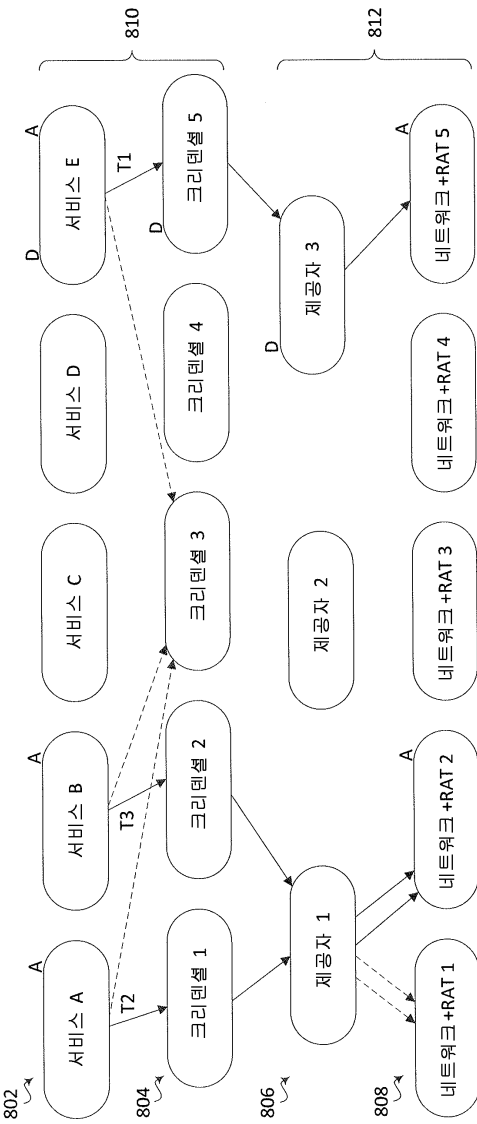 802
서비스 A
A
서비스 B
A
서비스 C
서비스 D
D
서비스 E
A
810
T2
T3
T1
804
크리덴셜 1
크리덴셜 2
크리덴셜 3
크리덴셜 4
D
크리덴셜 5
806
제공자 1
제공자 2
D
제공자 3
812
808
네트워크+RAT 1
네트워크+RAT 2
A
네트워크+RAT 3
네트워크+RAT 4
네트워크+RAT 5
A